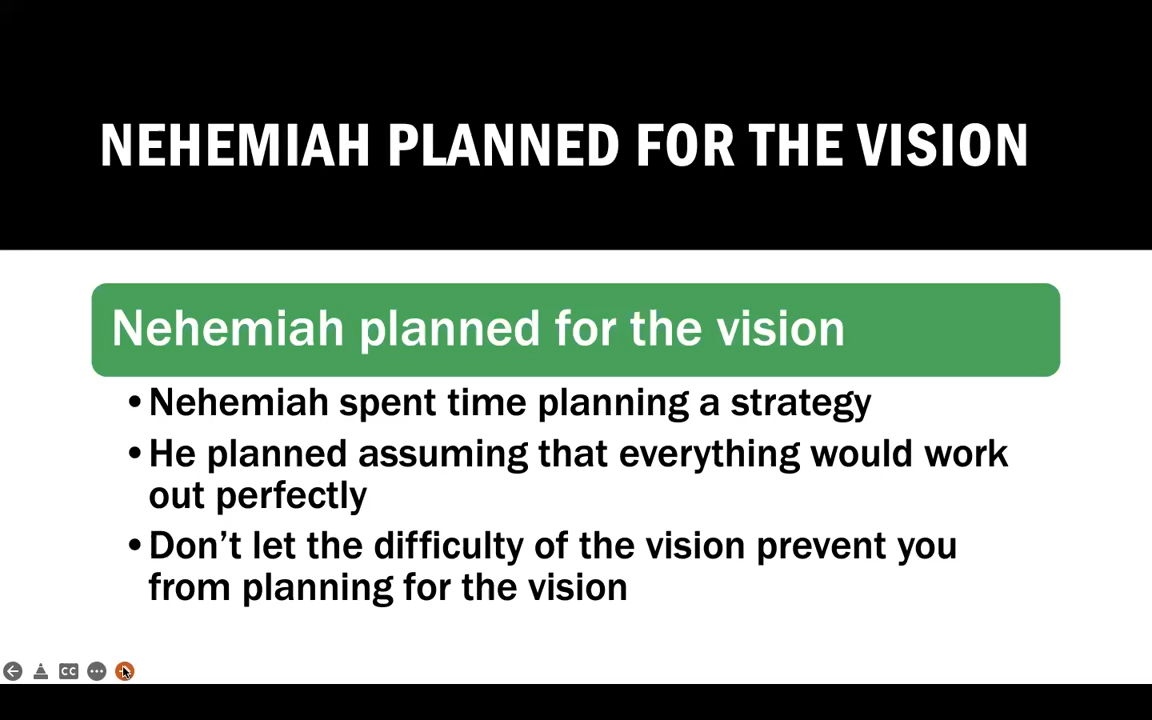 NEHEMIAH PLANNED FOR THE VISION
Nehemiah planned for the vision
•Nehemiah spent time planning a strategy
•He planned assuming that everything would work
out perfectly
•Don’t let the difficulty of the vision prevent you
from planning for the vision
CC